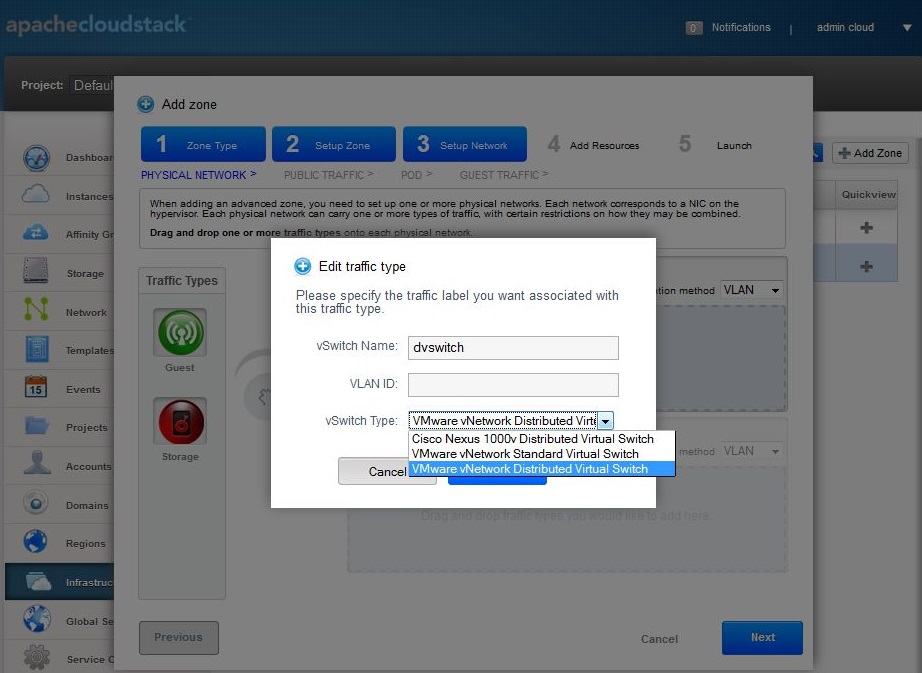 apachecloudstack
0 Notifications | admin cloud
Project: Defaul
Add zone
1 Zone Type
2 Setup Zone
3 Setup Network
4 Add Resources
5 Launch
Add Zone
PHYSICAL NETWORK >
PUBLIC TRAFFIC >
POD >
GUEST TRAFFIC >
When adding an advanced zone, you need to set up one or more physical networks. Each network corresponds to a NIC on the
hypervisor. Each physical network can carry one or more types of traffic, with certain restrictions on how they may be combined.
Drag and drop one or more traffic types onto each physical network.
Quickview
Dashboar
Instances
Affinity Gr
Storage
Network
Templates
15
Events
Projects
Accounts
Domains
Regions
Infrastruc
Global Se
Service O
Traffic Types
Guest
Storage
Edit traffic type
Please specify the traffic label you want associated with
this traffic type.
vSwitch Name: dvswitch
VLAN ID:
vSwitch Type: VMware vNetwork Distributed Virt
Cisco Nexus 1000v Distributed Virtual Switch
VMware vNetwork Standard Virtual Switch
VMware vNetwork Distributed Virtual Switch
Cancel
tion method VLAN
method VLAN
Drag and drop traffic types you would like to add here.
Previous
Cancel
Next